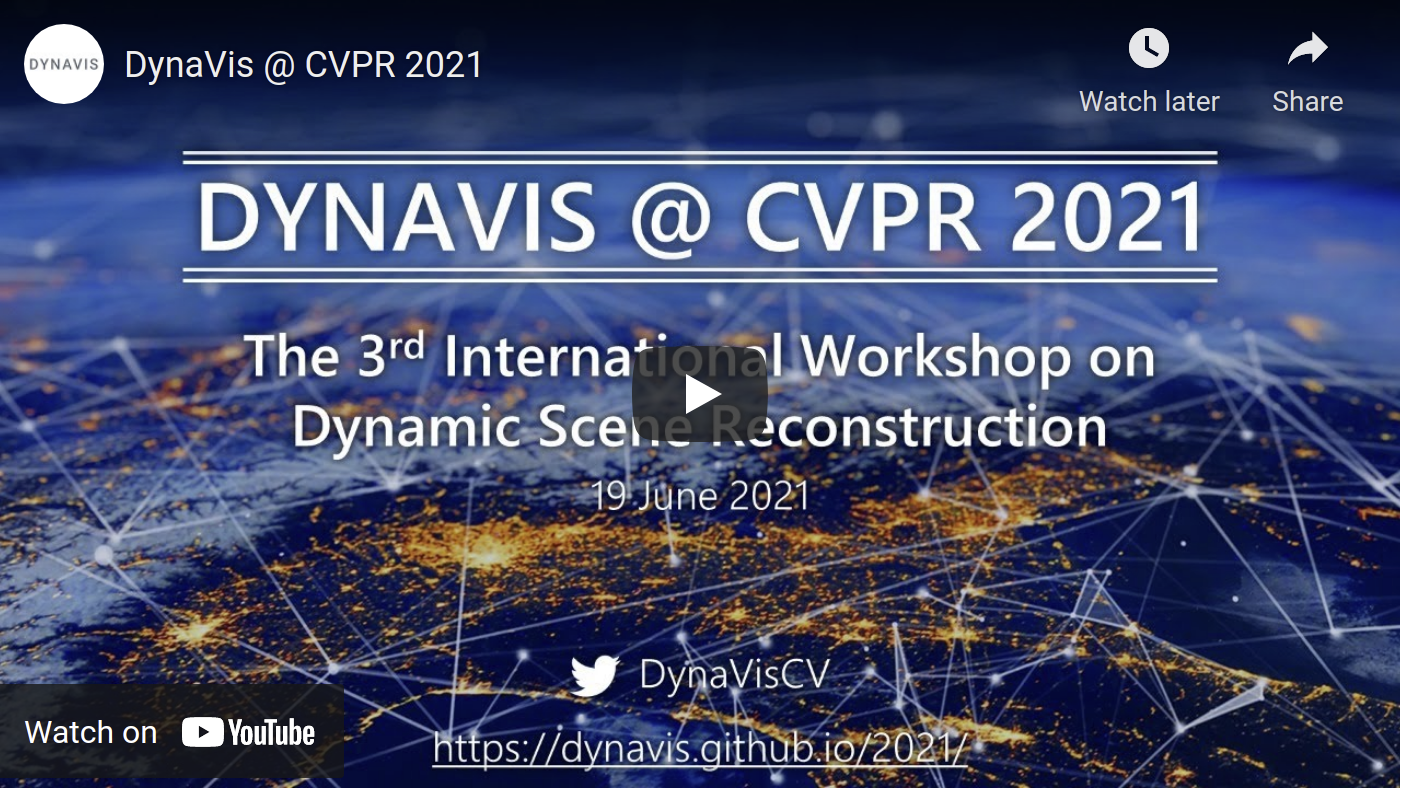 DYNAVIS
DynaVis @ CVPR 2021
Watch later
Share
DYNAVIS @ CVPR 2021
The 3rd International Workshop on
Dynamic Scene Reconstruction
19 June 2021
DynaVisCV
Watch on YouTube
https://dynavis.github.io/2021/